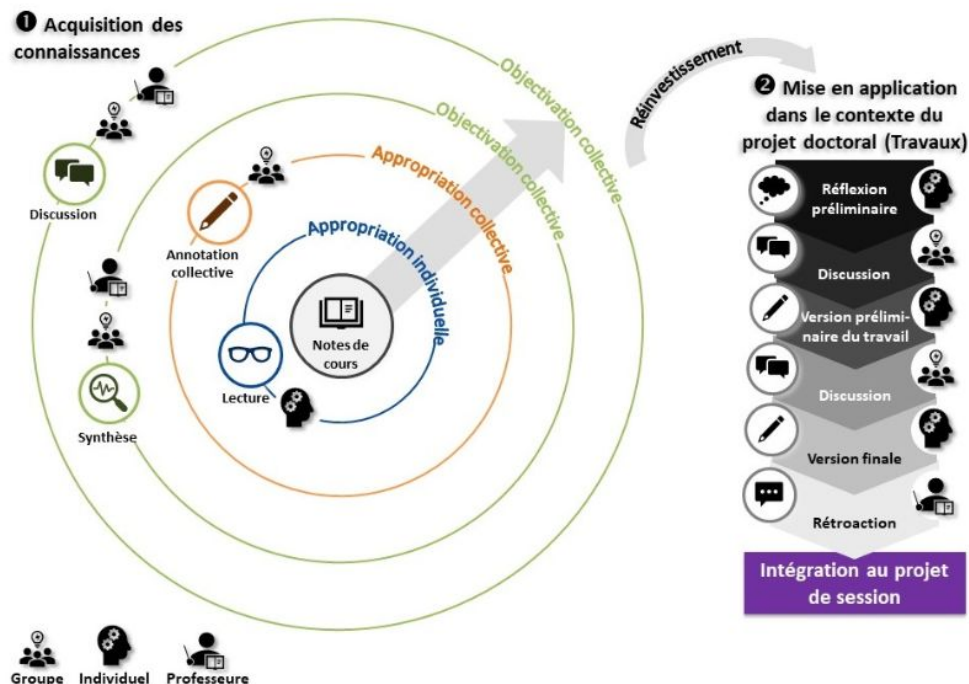 ❶ Acquisition des
connaissances
Discussion
Synthèse
Annotation
collective
Lecture
Notes de
cours
Appropriation individuelle
Appropriation collective
Objectivation collective
Objectivation collective
Réinvestissement
❷ Mise en application
dans le contexte du
projet doctoral (Travaux)
Réflexion
préliminaire
Discussion
Version prélimi-
naire du travail
Discussion
Version finale
Rétroaction
Intégration au projet
de session
Groupe
Individuel
Professeure